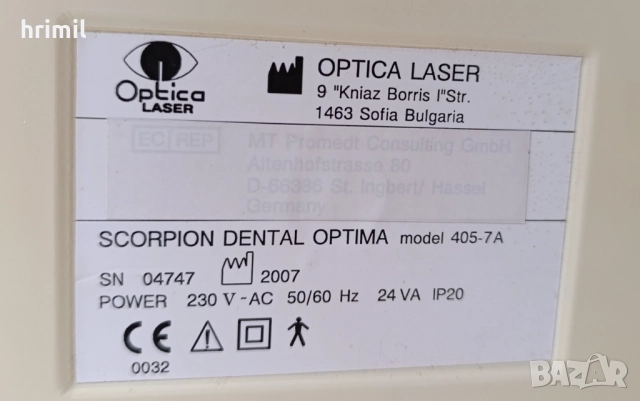 hrimil
Optica
LASER
OPTICA LASER
9 "Kniaz Borris I"Str.
1463 Sofia Bulgaria
EC REP
MT Promedt Consulting GmbH
Altenhofstrasse 80
D-66386 St. Ingbert/ Hassel
Germany
SCORPION DENTAL OPTIMA model 405-7A
SN 04747 2007
POWER 230 V ~AC 50/60 Hz 24 VA IP20
CE
0032
BAZAR